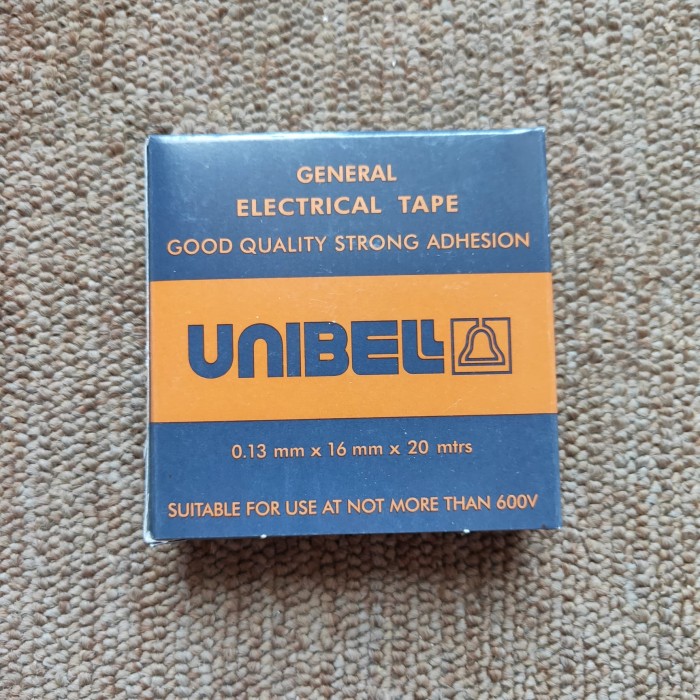 GENERAL
ELECTRICAL TAPE
GOOD QUALITY STRONG ADHESION
UNIBELL
0.13 mm x 16 mm x 20 mtrs
SUITABLE FOR USE AT NOT MORE THAN 600V